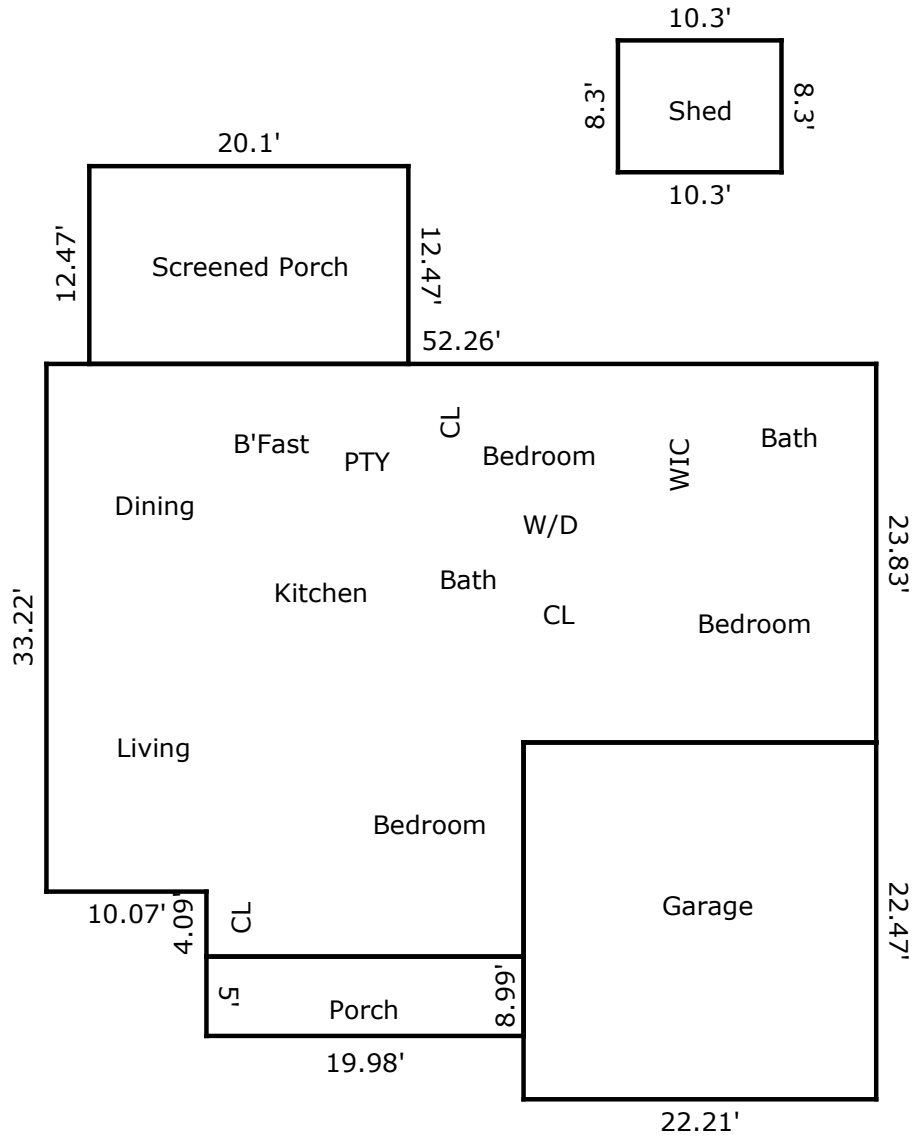 10.3'
8.3'
Shed
8.3'
10.3'
20.1'
12.47'
Screened Porch
12.47'
52.26'
CL
B'Fast
PTY
Bedroom
WIC
Bath
Dining
W/D
23.83'
Kitchen
Bath
CL
Bedroom
33.22'
Living
Bedroom
Garage
10.07'
4.09'
CL
22.47'
5'
Porch
8.99'
19.98'
22.21'